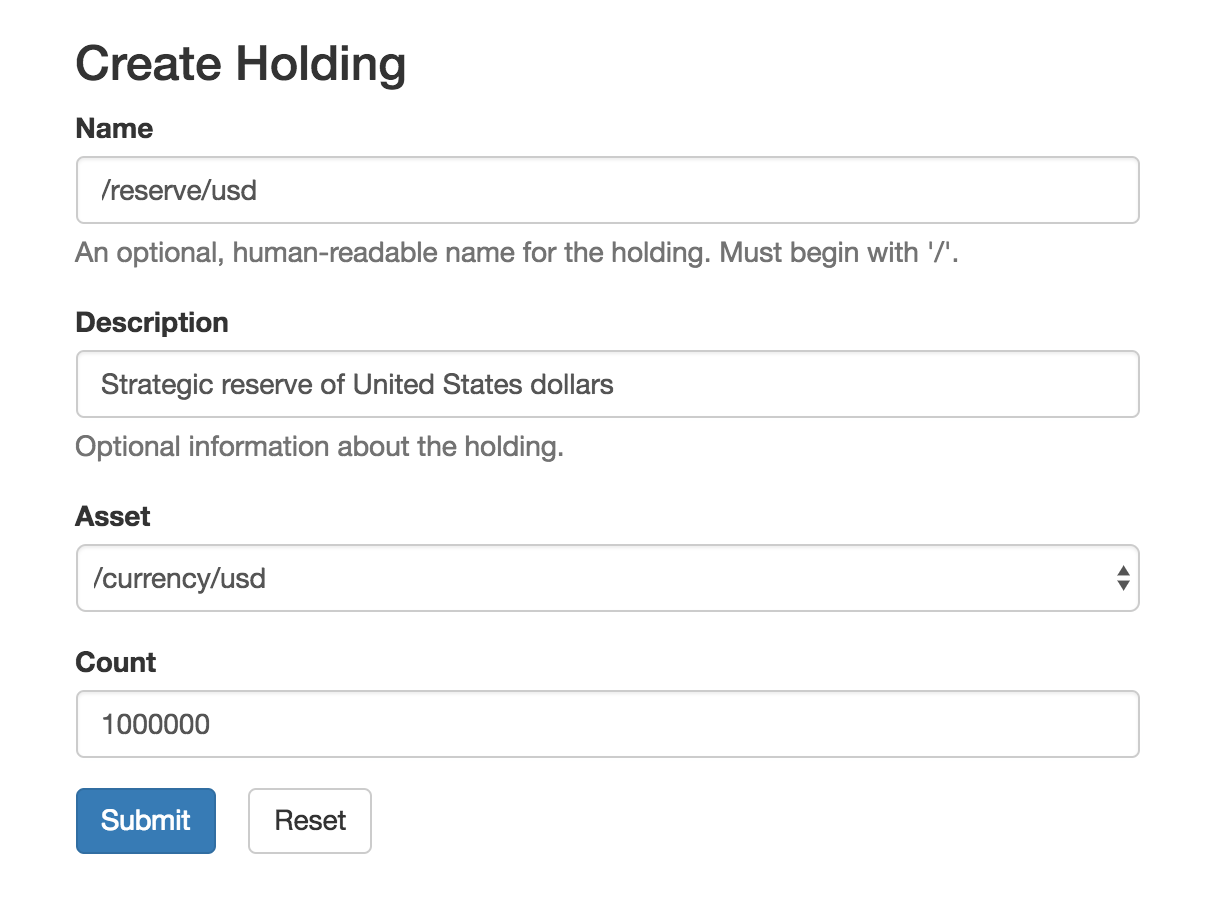 Create Holding
Name
/reserve/usd
An optional, human-readable name for the holding. Must begin with '/'.
Description
Strategic reserve of United States dollars
Optional information about the holding.
Asset
/currency/usd
Count
1000000
Submit Reset